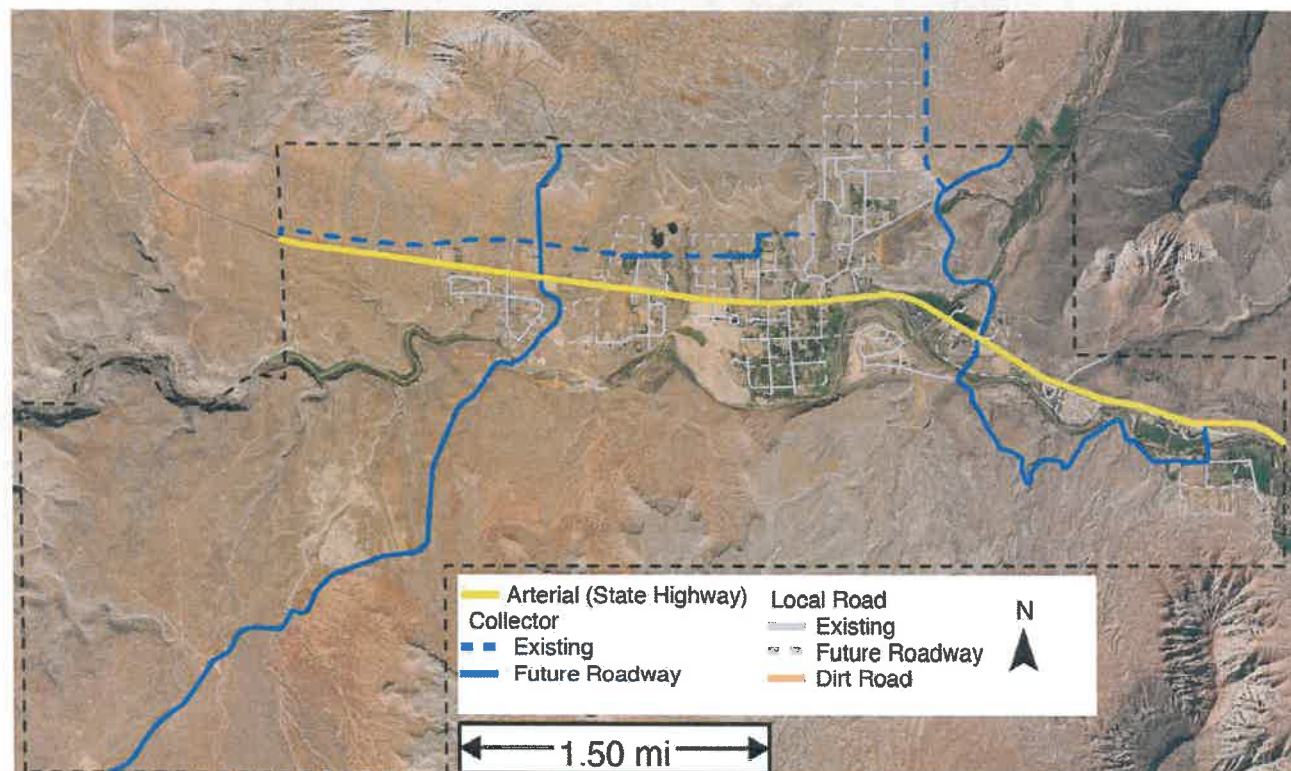 Arterial (State Highway)
Collector
Existing
Future Roadway
Local Road
Existing
Future Roadway
Dirt Road
N
1.50 mi